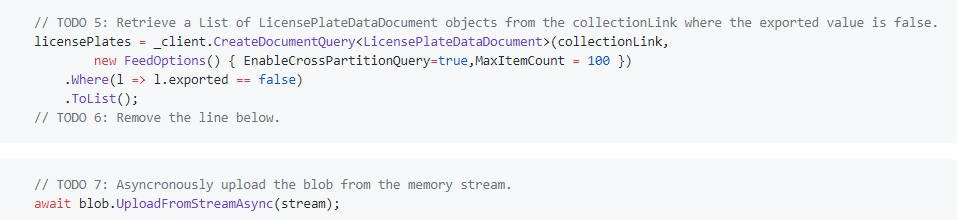 // TODO 5: Retrieve a List of LicensePlateDataDocument objects from the collectionLink where the exported value is false.
licensePlates = _client.CreateDocumentQuery<LicensePlateDataDocument>(collectionLink,
        new FeedOptions() { EnableCrossPartitionQuery=true,MaxItemCount = 100 })
    .Where(l => l.exported == false)
    .ToList();
// TODO 6: Remove the line below.
// TODO 7: Asyncronously upload the blob from the memory stream.
await blob.UploadFromStreamAsync(stream);